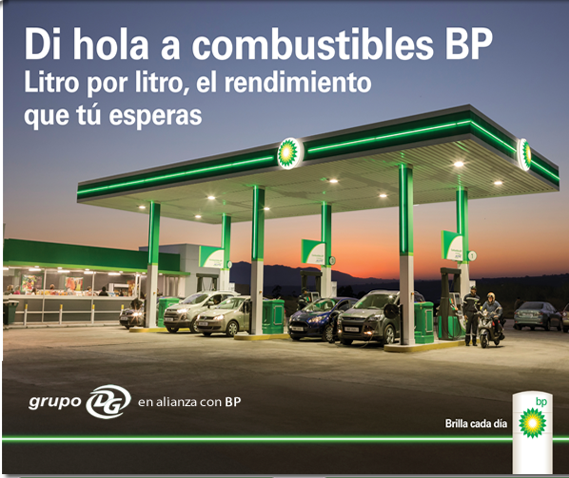 Di hola a combustibles BP
Litro por litro, el rendimiento
que tú esperas
grupo DG en alianza con BP
Brilla cada día
bp
bp